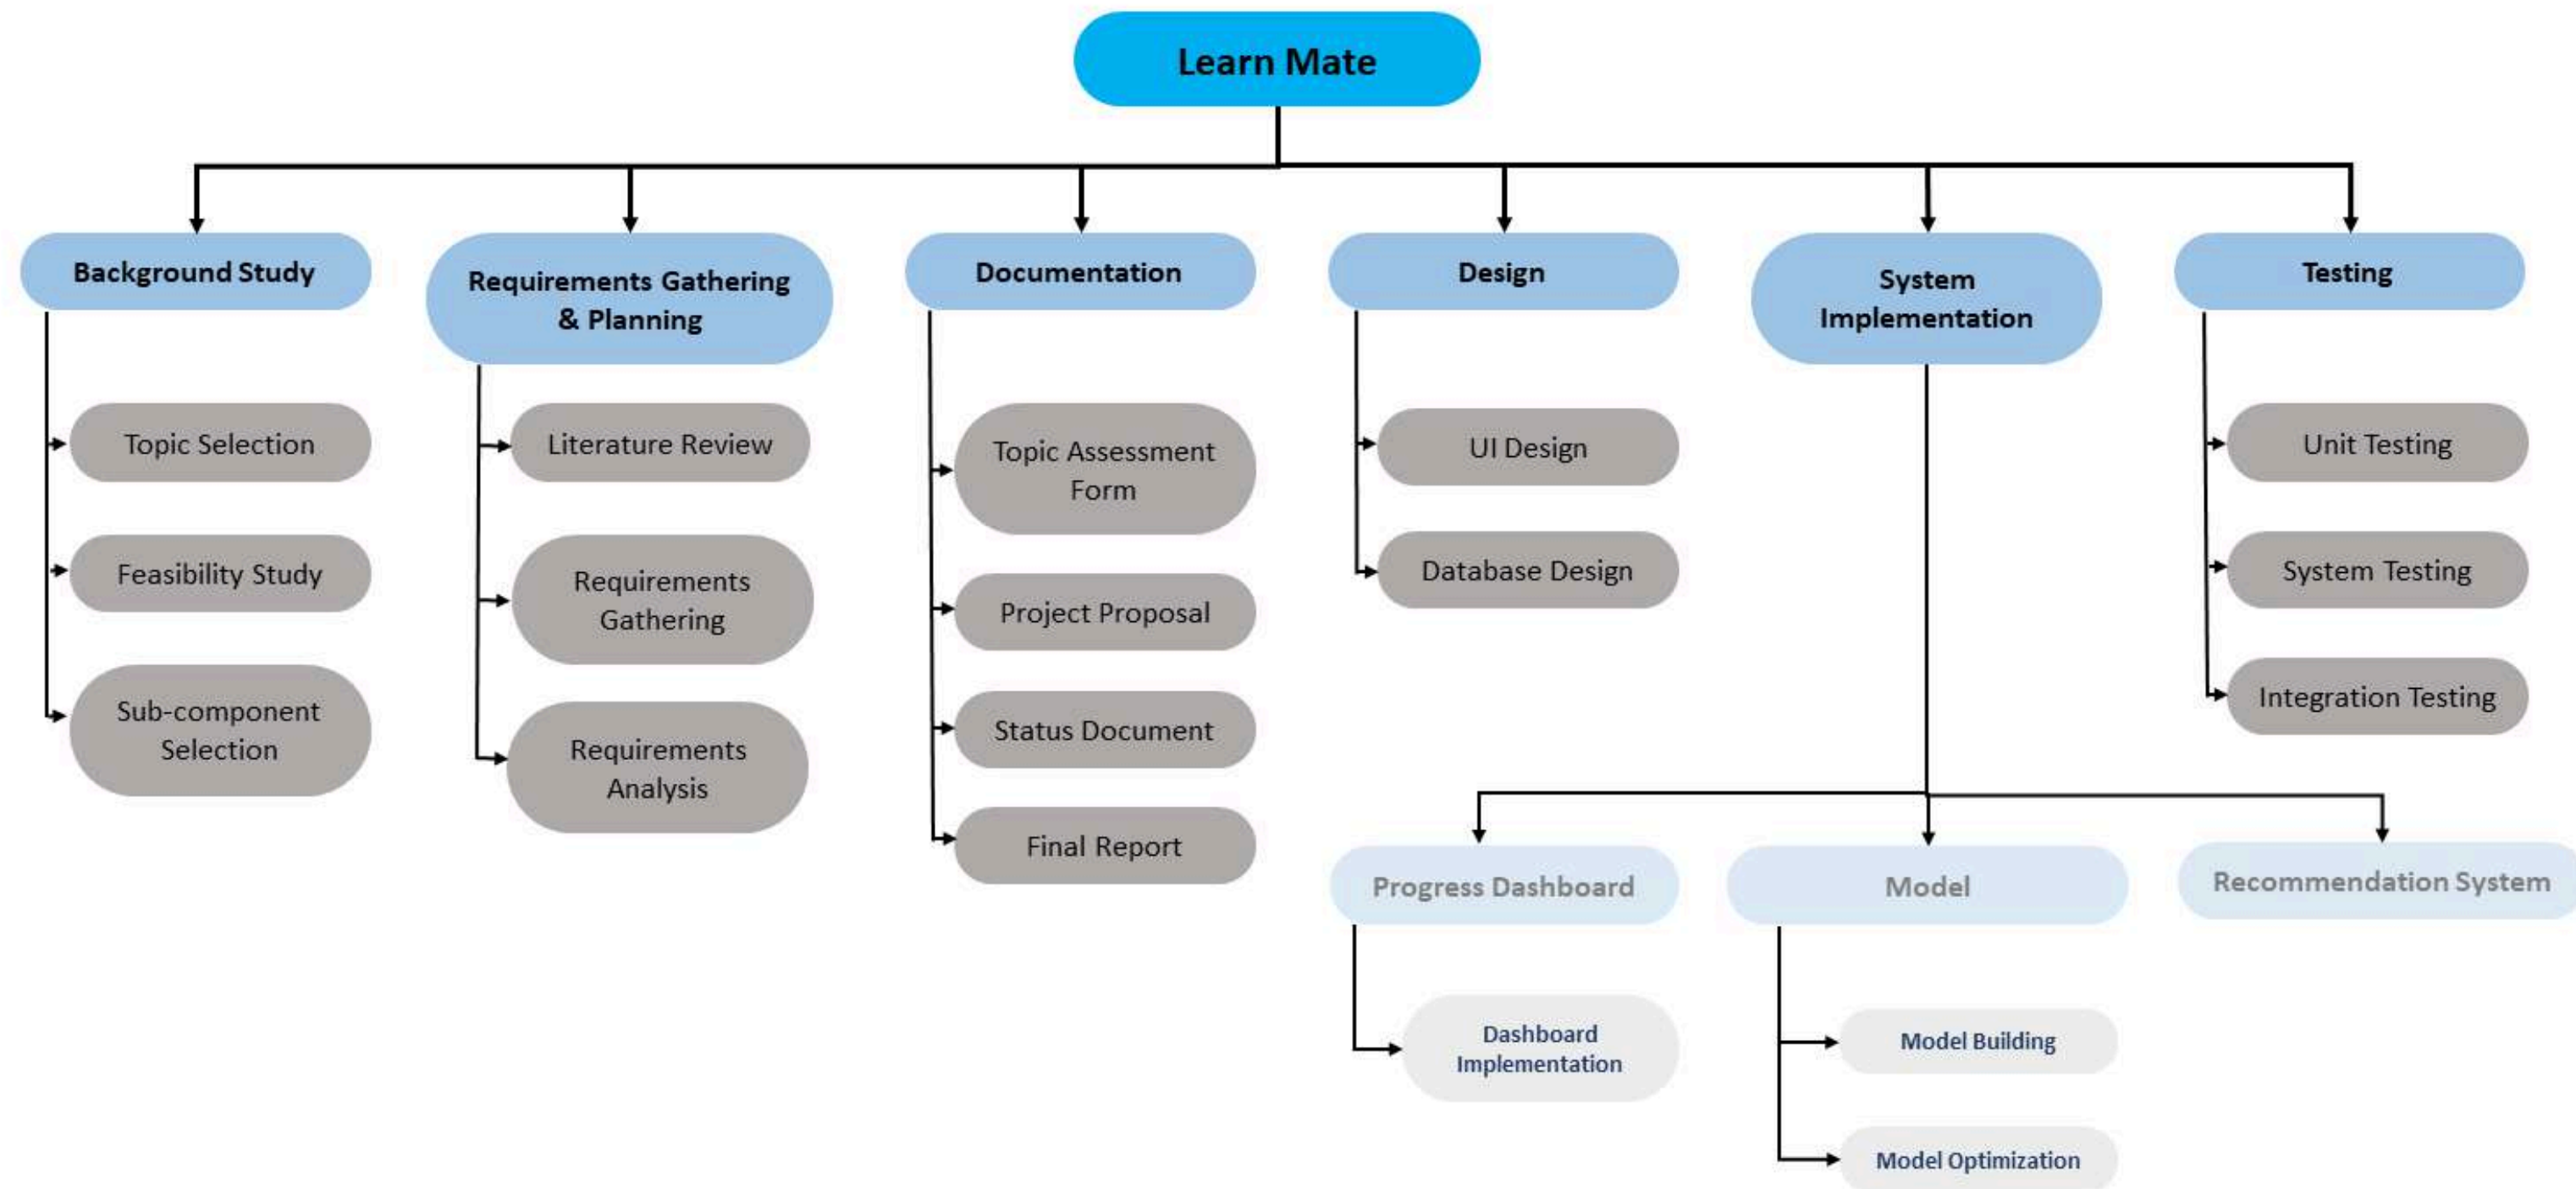 Learn Mate
Background Study
Requirements Gathering
& Planning
Documentation
Design
System
Implementation
Testing
Topic Selection
Feasibility Study
Sub-component
Selection
Literature Review
Requirements
Gathering
Requirements
Analysis
Topic Assessment
Form
Project Proposal
Status Document
Final Report
UI Design
Database Design
Unit Testing
System Testing
Integration Testing
Progress Dashboard
Model
Recommendation System
Dashboard
Implementation
Model Building
Model Optimization